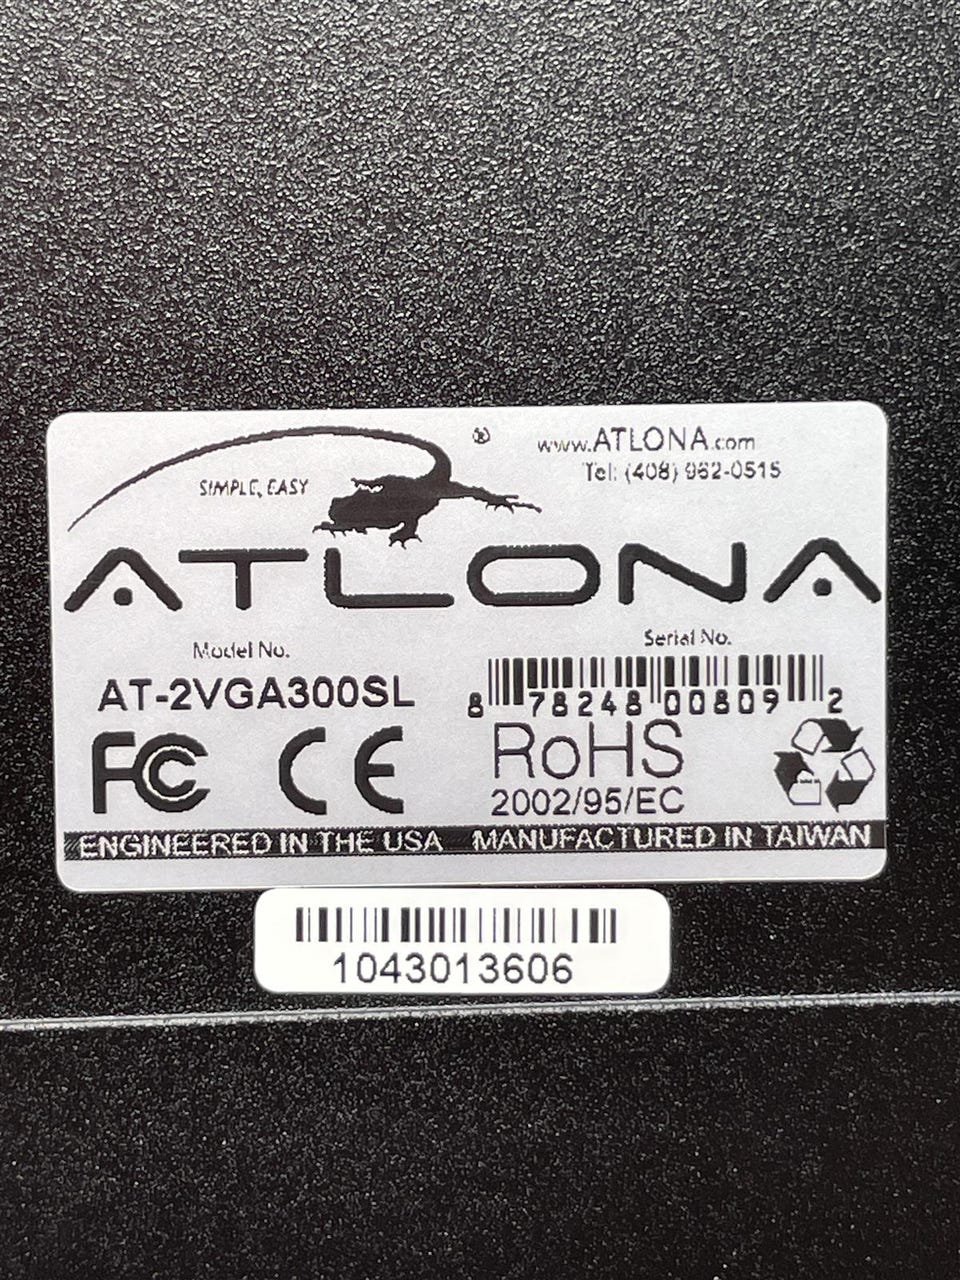 ®
www.ATLONA.com
Tel: (408) 962-0515
SIMPLE, EASY
ATLONA
Model No.
Serial No.
AT-2VGA300SL
8 78248 00809 2
FC CE RoHS
2002/95/EC
ENGINEERED IN THE USA MANUFACTURED IN TAIWAN
1043013606